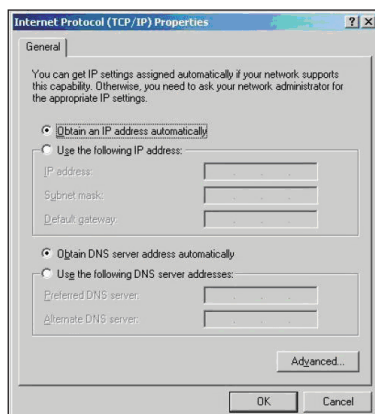 Internet Protocol (TCP/IP) Properties
General
You can get IP settings assigned automatically if your network supports
this capability. Otherwise, you need to ask your network administrator for
the appropriate IP settings.
Obtain an IP address automatically
Use the following IP address:
IP address:
Subnet mask:
Default gateway:
Obtain DNS server address automatically
Use the following DNS server addresses:
Preferred DNS server:
Alternate DNS server:
Advanced...
OK Cancel